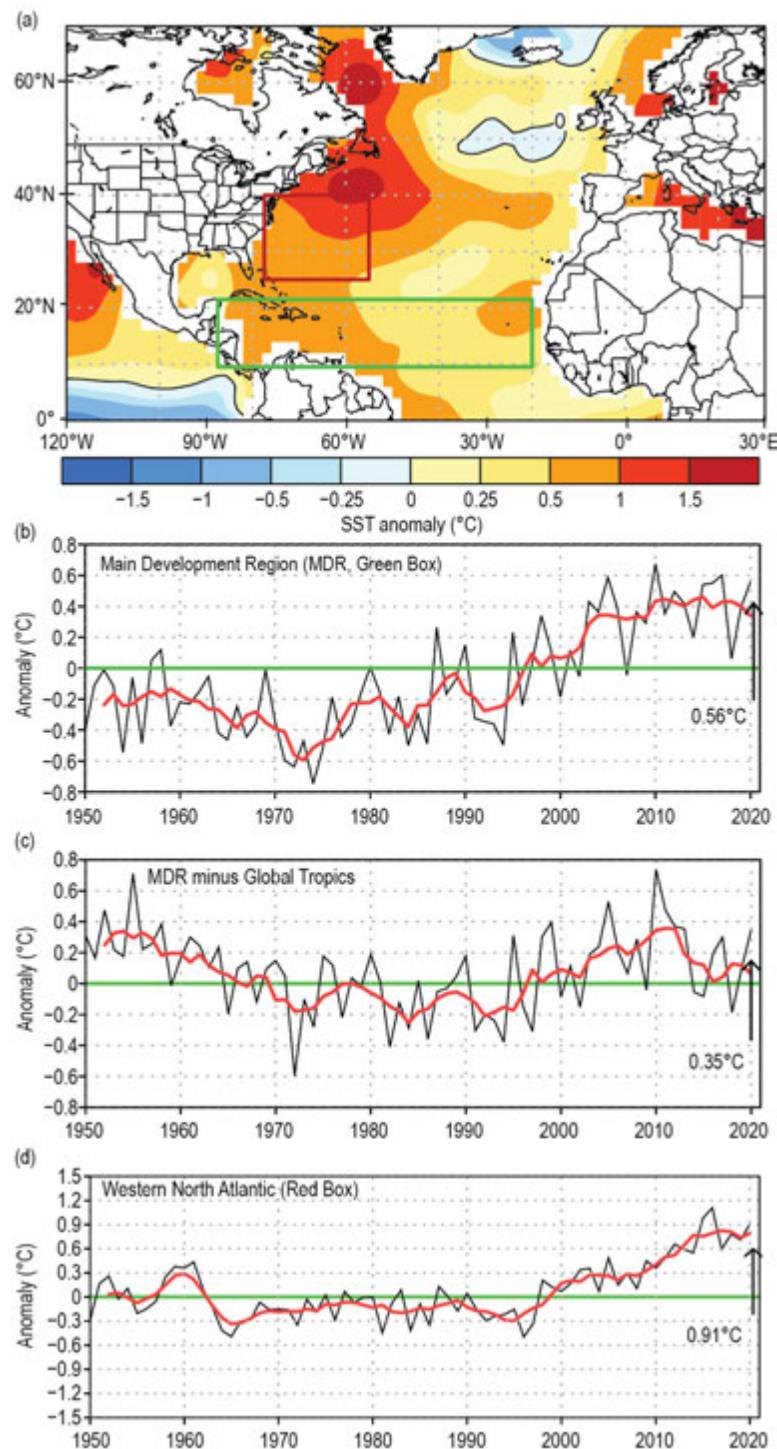 (a)
60°N
40°N
20°N
0°
0
120°W 90°W 60°W 30°W 0° 30°E
−1.5 −1 −0.5 −0.25 0 0.25 0.5 1 1.5
SST anomaly (°C)
(b)
Main Development Region (MDR, Green Box)
Anomaly (°C)
0.8
0.6
0.4
0.2
0
−0.2
−0.4
−0.6
−0.8
0.56°C
1950 1960 1970 1980 1990 2000 2010 2020
(c)
MDR minus Global Tropics
Anomaly (°C)
0.8
0.6
0.4
0.2
0
−0.2
−0.4
−0.6
−0.8
0.35°C
1950 1960 1970 1980 1990 2000 2010 2020
(d)
Western North Atlantic (Red Box)
Anomaly (°C)
1.5
1.2
0.9
0.6
0.3
0
−0.3
−0.6
−0.9
−1.2
−1.5
0.91°C
1950 1960 1970 1980 1990 2000 2010 2020